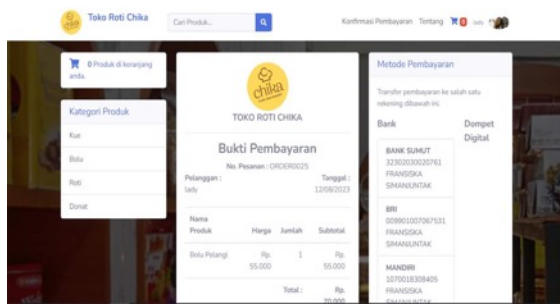 Toko Roti Chika
Cari Produk...
Konfirmasi Pembayaran Tentang 0 lady
0 Produk di keranjang
anda.
Kategori Produk
Kue
Bolu
Roti
Donat
chika
TOKO ROTI CHIKA
Bukti Pembayaran
No. Pesanan : ORDER0025
Pelanggan : Tanggal :
lady 12/08/2023
Nama
Produk Harga Jumlah Subtotal
Bolu Pelangi Rp. 1 Rp.
55.000 55.000
Total : Rp.
70.000
Metode Pembayaran
Transfer pembayaran ke salah satu
rekening dibawah ini.
Bank Dompet
Digital
BANK SUMUT
32302030020761
FRANSISKA
SIMANJUNTAK
BRI
009901007067531
FRANSISKA
SIMANJUNTAK
MANDIRI
1070018308405
FRANSISKA
SIMANJUNTAK